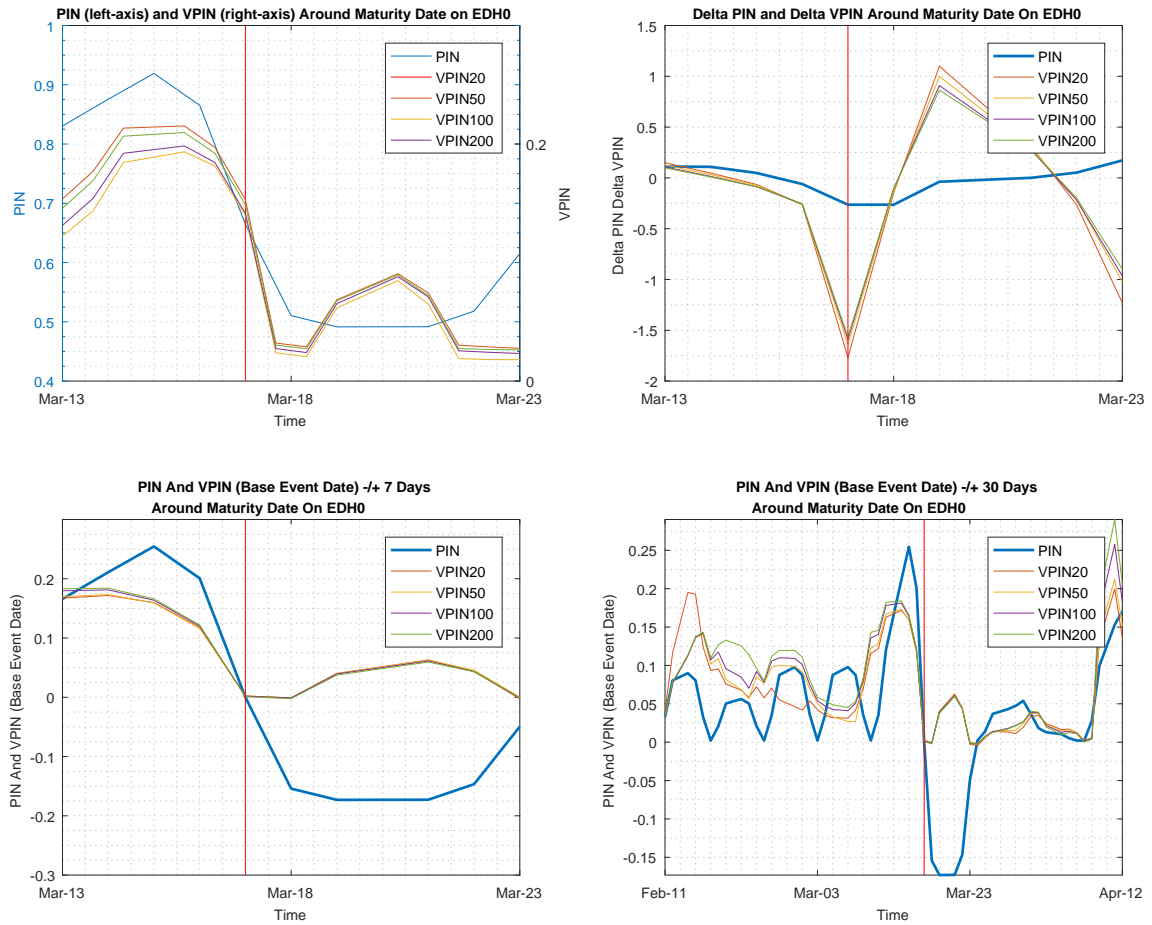 PIN (left-axis) and VPIN (right-axis) Around Maturity Date on EDH0
1
0.9
0.8
0.7
0.6
0.5
0.4
PIN
0.2
0
VPIN
Mar-13
Mar-18
Mar-23
Time
PIN
VPIN20
VPIN50
VPIN100
VPIN200
Delta PIN and Delta VPIN Around Maturity Date On EDH0
1.5
1
0.5
0
-0.5
-1
-1.5
-2
Delta PIN Delta VPIN
Mar-13
Mar-18
Mar-23
Time
PIN
VPIN20
VPIN50
VPIN100
VPIN200
PIN And VPIN (Base Event Date) -/+ 7 Days
Around Maturity Date On EDH0
0.2
0.1
0
-0.1
-0.2
-0.3
PIN And VPIN (Base Event Date)
Mar-13
Mar-18
Mar-23
Time
PIN
VPIN20
VPIN50
VPIN100
VPIN200
PIN And VPIN (Base Event Date) -/+ 30 Days
Around Maturity Date On EDH0
0.25
0.2
0.15
0.1
0.05
0
-0.05
-0.1
-0.15
PIN And VPIN (Base Event Date)
Feb-11
Mar-03
Mar-23
Apr-12
Time
PIN
VPIN20
VPIN50
VPIN100
VPIN200